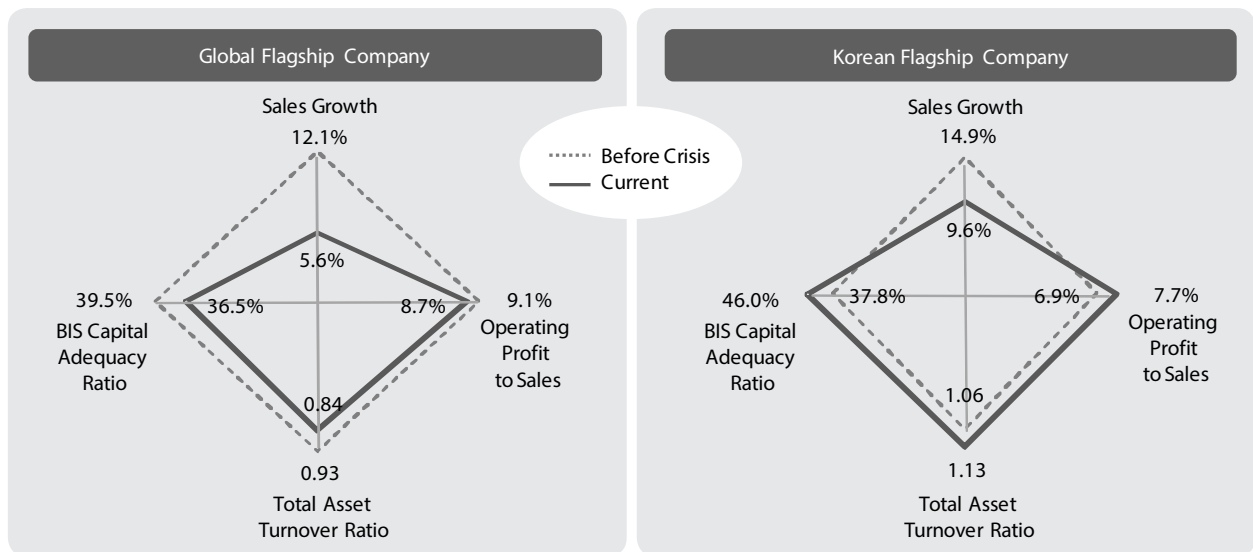 Global Flagship Company
Sales Growth
12.1%
5.6%
39.5%
BIS Capital
Adequacy
Ratio
36.5%
8.7%
9.1%
Operating
Profit
to Sales
0.84
0.93
Total Asset
Turnover Ratio
Before Crisis
Current
Korean Flagship Company
Sales Growth
14.9%
9.6%
46.0%
BIS Capital
Adequacy
Ratio
37.8%
6.9%
7.7%
Operating
Profit
to Sales
1.06
1.13
Total Asset
Turnover Ratio